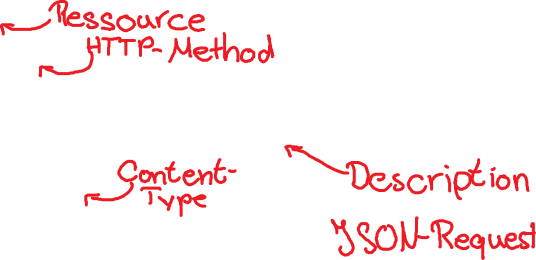 Ressource
HTTP-Method
Content-
Type
Description
JSON-Request